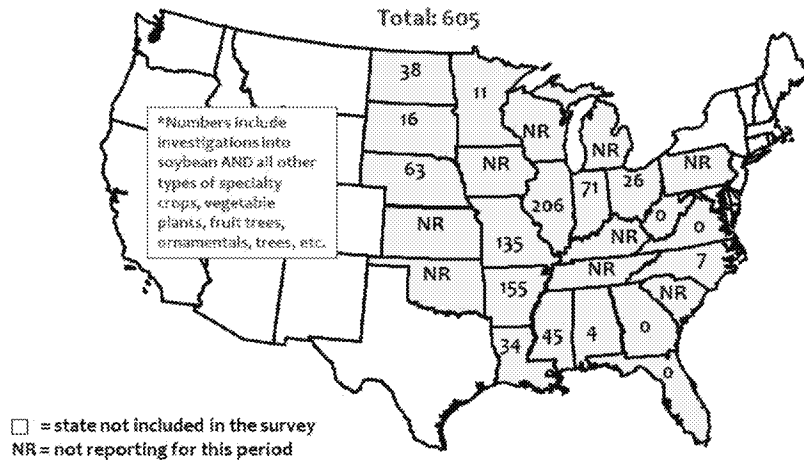 Total: 605
38
11
16
NR
NR
*Numbers include
investigations into
soybean AND all other
types of specialty
crops, vegetable
plants, fruit trees,
ornamentals, trees, etc.
63
NR
206
71
26
NR
0
0
NR
135
NR
NR
155
NR
7
NR
34
45
4
0
0
= state not included in the survey
NR = not reporting for this period